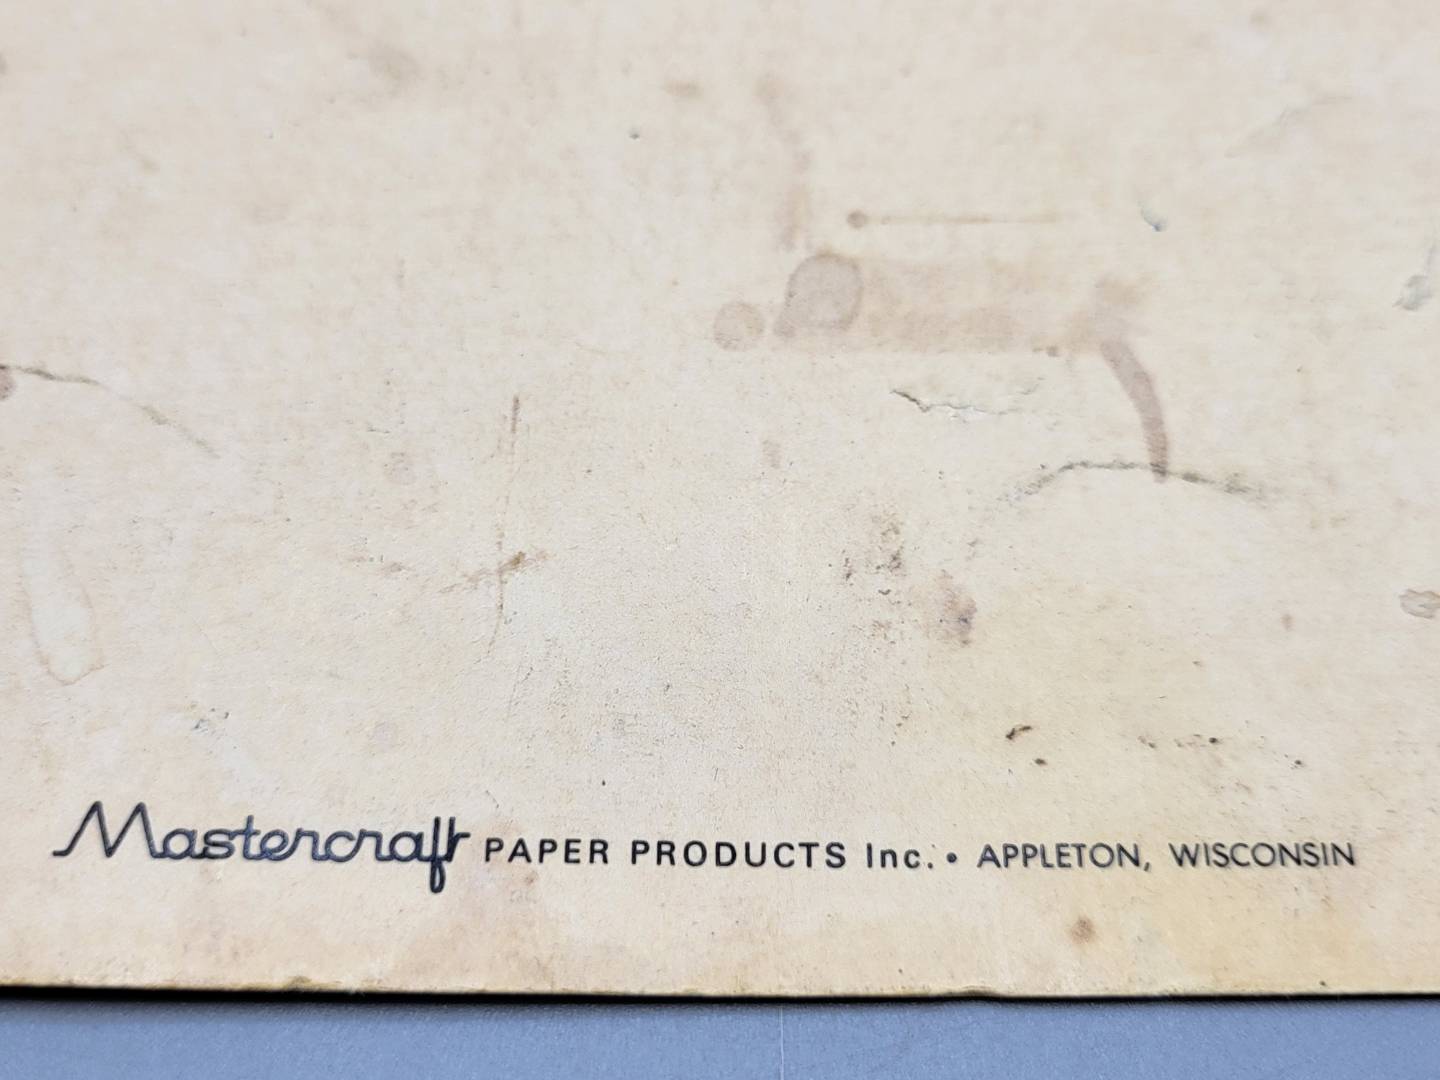 Mastercraft PAPER PRODUCTS Inc. • APPLETON, WISCONSIN